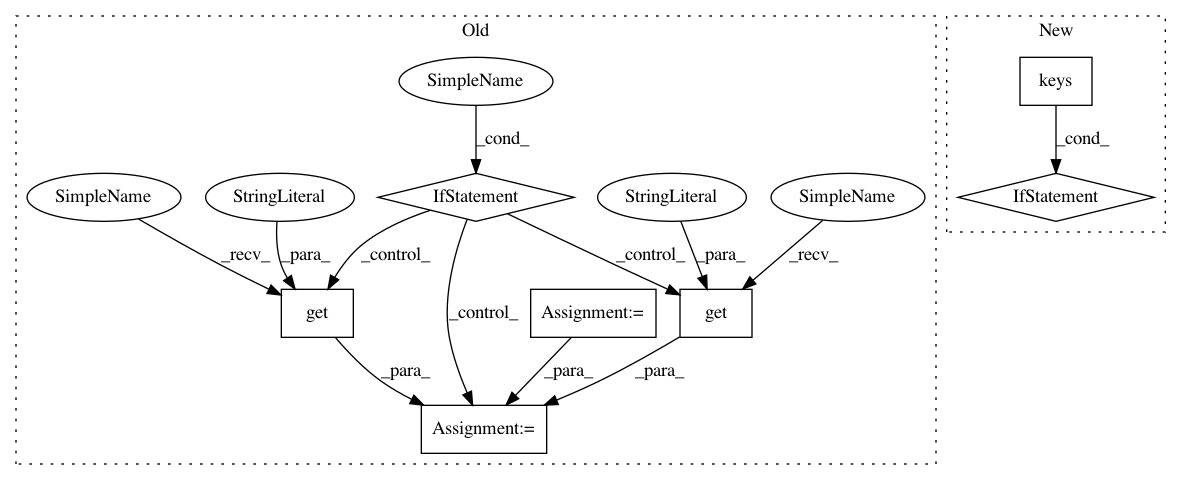 Old
New
SimpleName
keys
_cond_
_cond_
SimpleName
StringLiteral
IfStatement
StringLiteral
SimpleName
IfStatement
_recv_
_para_
_control_
_control_
_para_
_recv_
get
_control_
Assignment:=
get
_para_
_para_
_para_
Assignment:=